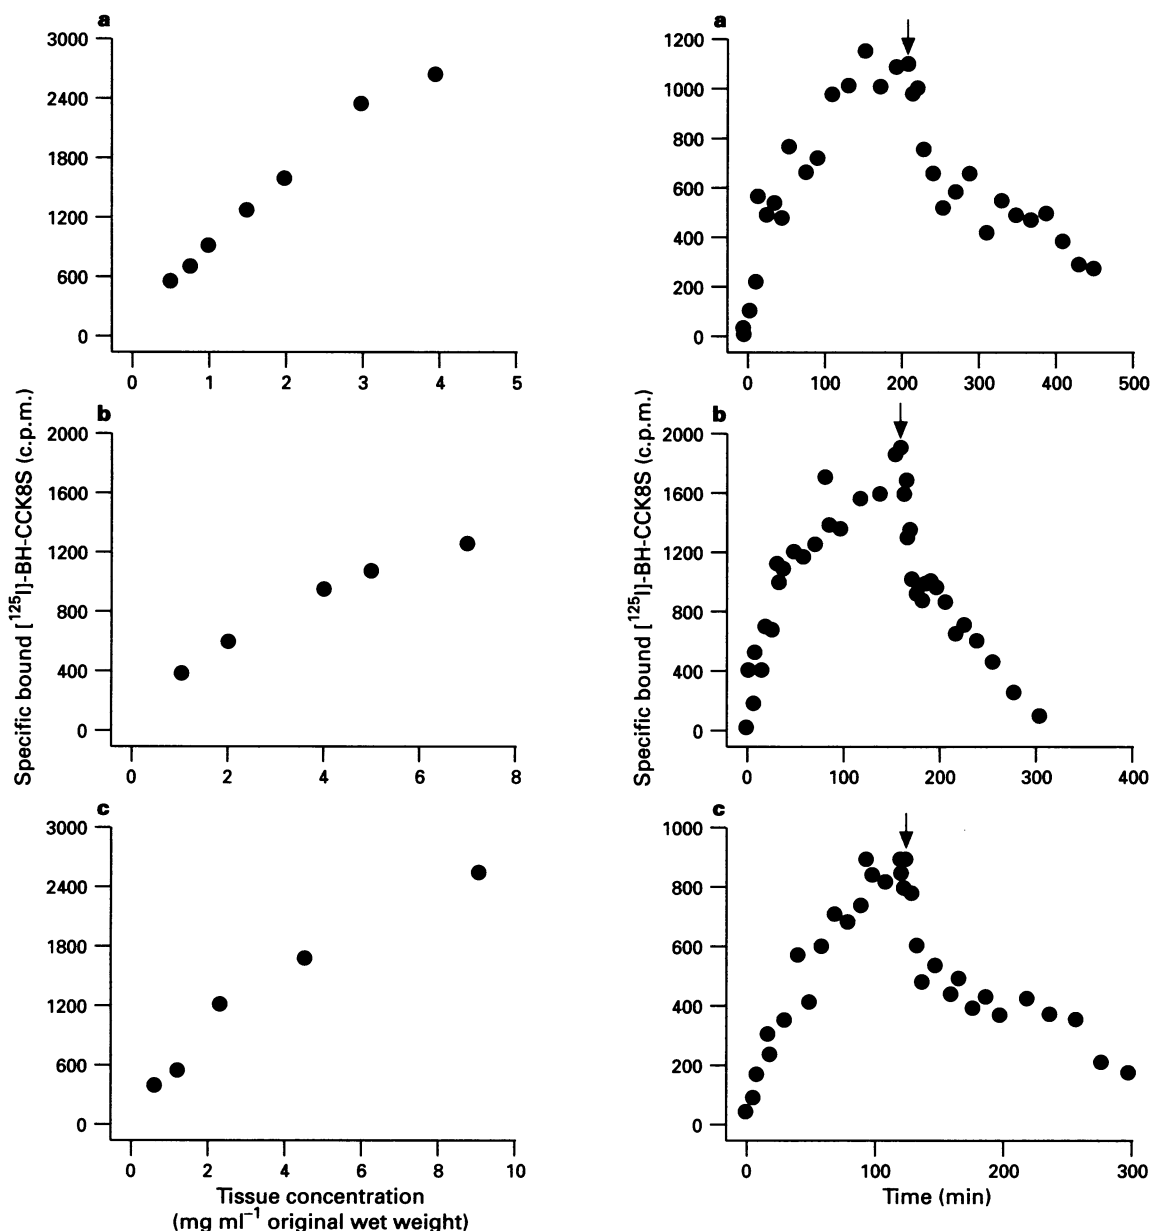 a
3000
2400
1800
1200
600
0
0 1 2 3 4 5
b
2000
1600
1200
800
400
0
0 2 4 6 8
c
3000
2400
1800
1200
600
0
0 2 4 6 8 10
Specific bound [¹²⁵I]-BH-CCK8S (c.p.m.)
Tissue concentration
(mg ml⁻¹ original wet weight)
a
1200
1000
800
600
400
200
0
0 100 200 300 400 500
b
2000
1600
1200
800
400
0
0 100 200 300 400
c
1000
800
600
400
200
0
0 100 200 300
Specific bound [¹²⁵I]-BH-CCK8S (c.p.m.)
Time (min)